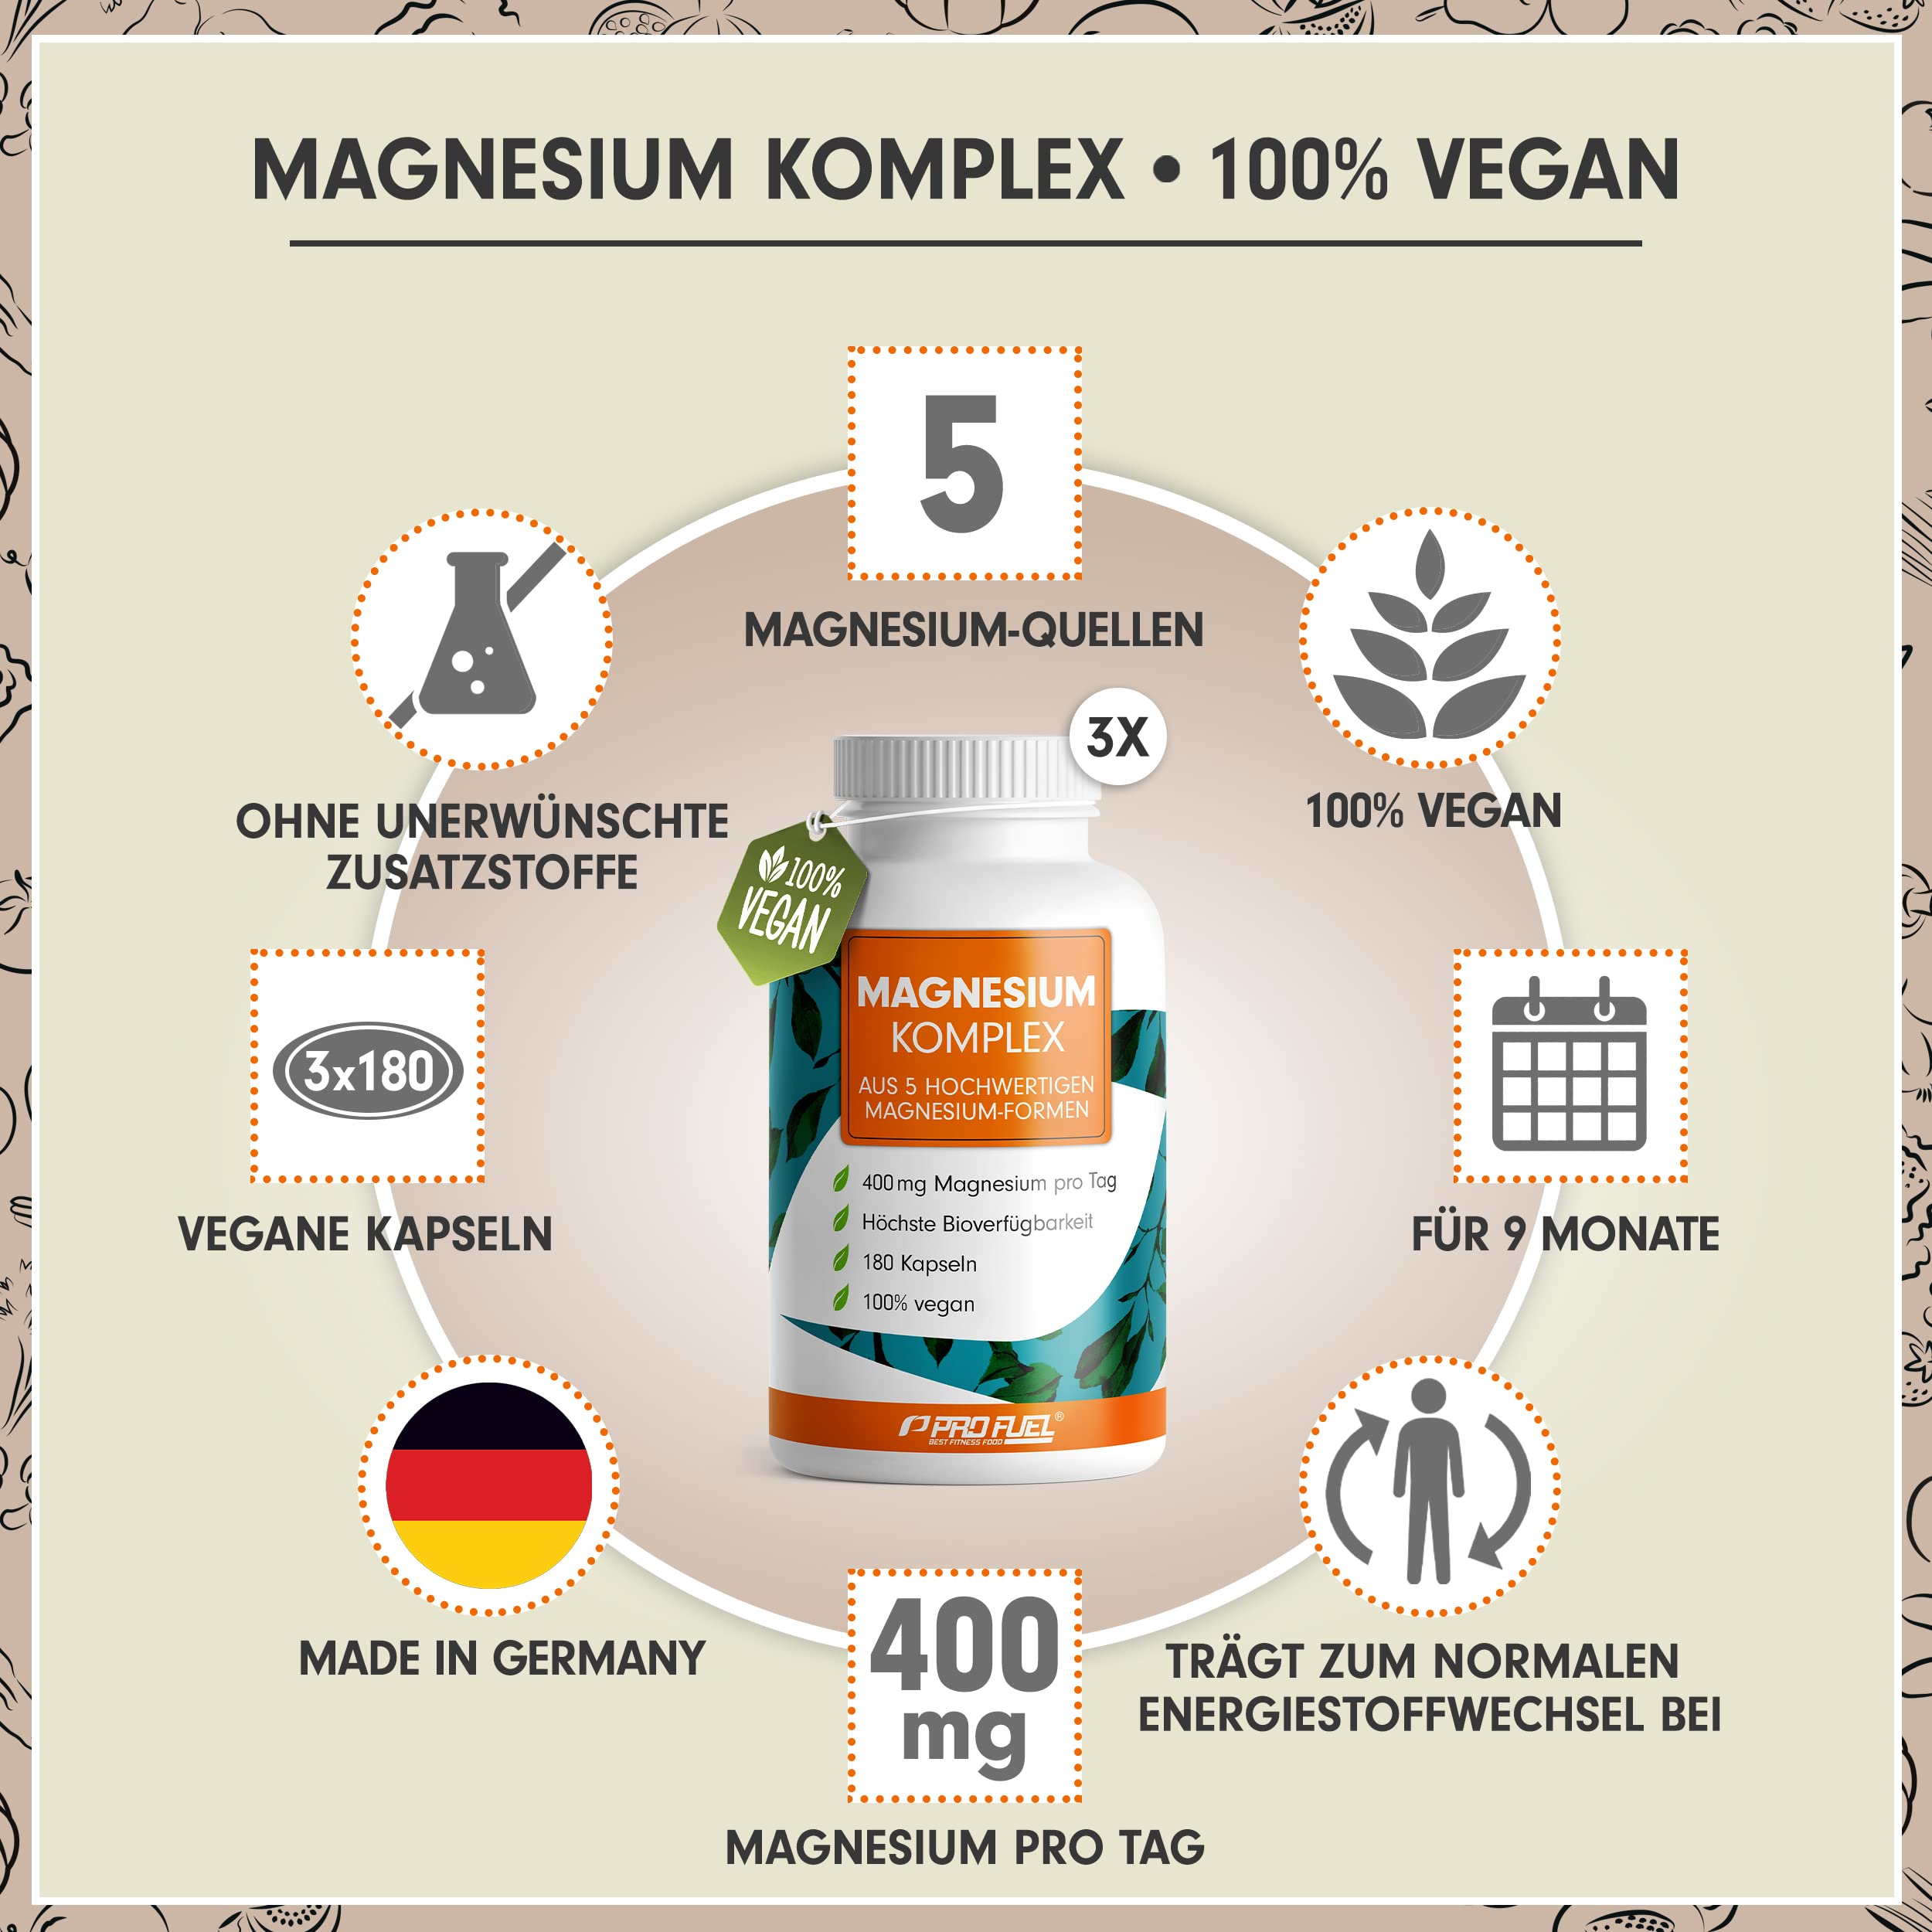 MAGNESIUM KOMPLEX • 100% VEGAN
5
MAGNESIUM-QUELLEN
OHNE UNERWÜNSCHTE
ZUSATZSTOFFE
100% VEGAN
3X
100%
VEGAN
MAGNESIUM
KOMPLEX
AUS 5 HOCHWERTIGEN
MAGNESIUM-FORMEN
400 mg Magnesium pro Tag
Höchste Bioverfügbarkeit
180 Kapseln
100% vegan
PRO FUEL®
BEST FITNESS FOOD
3x180
VEGANE KAPSELN
FÜR 9 MONATE
MADE IN GERMANY
TRÄGT ZUM NORMALEN
ENERGIESTOFFWECHSEL BEI
400
mg
MAGNESIUM PRO TAG